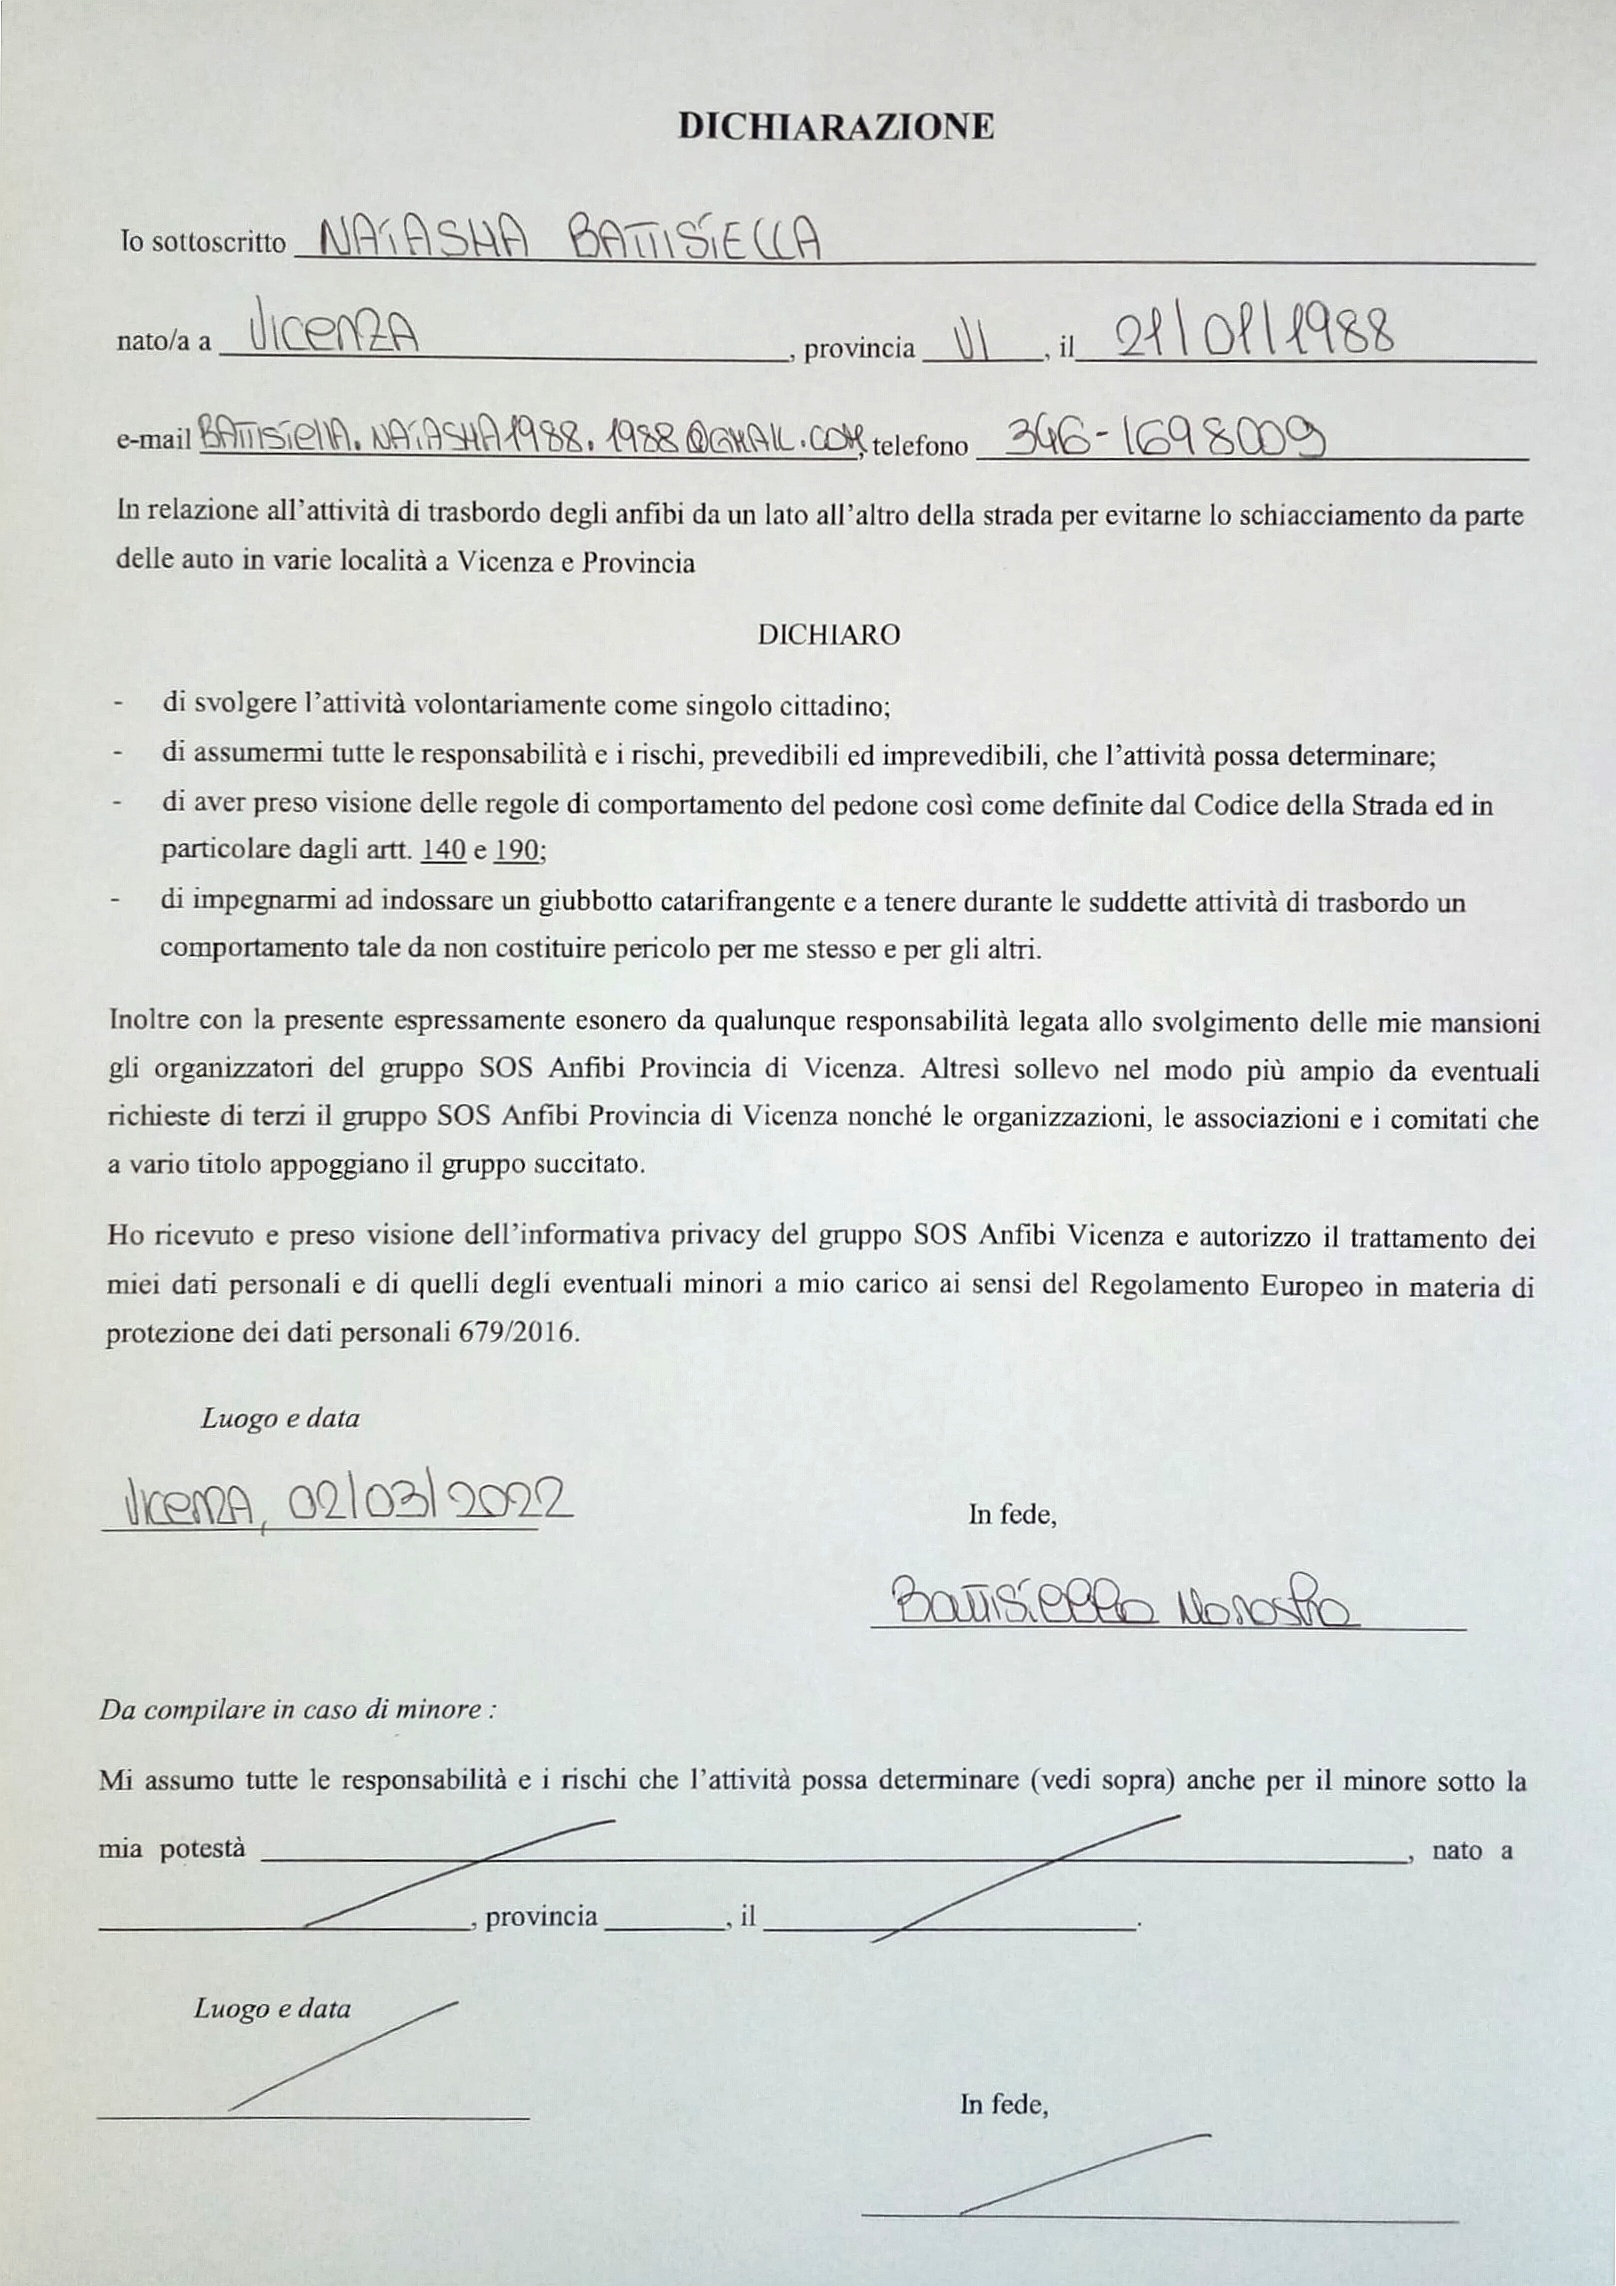 DICHIARAZIONE
Io sottoscritto NATASHA BATTISTELLA
nato/a a VICENZA, provincia VI, il 21/01/1988
e-mail BATTISTELLA.NATASHA1988.1988@GMAIL.COM, telefono 346-1698009
In relazione all'attività di trasbordo degli anfibi da un lato all'altro della strada per evitarne lo schiacciamento da parte
delle auto in varie località a Vicenza e Provincia
DICHIARO
- di svolgere l'attività volontariamente come singolo cittadino;
- di assumermi tutte le responsabilità e i rischi, prevedibili ed imprevedibili, che l'attività possa determinare;
- di aver preso visione delle regole di comportamento del pedone così come definite dal Codice della Strada ed in
particolare dagli artt. 140 e 190;
- di impegnarmi ad indossare un giubbotto catarifrangente e a tenere durante le suddette attività di trasbordo un
comportamento tale da non costituire pericolo per me stesso e per gli altri.
Inoltre con la presente espressamente esonero da qualunque responsabilità legata allo svolgimento delle mie mansioni
gli organizzatori del gruppo SOS Anfibi Provincia di Vicenza. Altresì sollevo nel modo più ampio da eventuali
richieste di terzi il gruppo SOS Anfibi Provincia di Vicenza nonché le organizzazioni, le associazioni e i comitati che
a vario titolo appoggiano il gruppo succitato.
Ho ricevuto e preso visione dell'informativa privacy del gruppo SOS Anfibi Vicenza e autorizzo il trattamento dei
miei dati personali e di quelli degli eventuali minori a mio carico ai sensi del Regolamento Europeo in materia di
protezione dei dati personali 679/2016.
Luogo e data
VICENZA, 02/03/2022
In fede,
Battistella Natasha
Da compilare in caso di minore :
Mi assumo tutte le responsabilità e i rischi che l'attività possa determinare (vedi sopra) anche per il minore sotto la
mia potestà , nato a
, provincia , il .
Luogo e data
In fede,